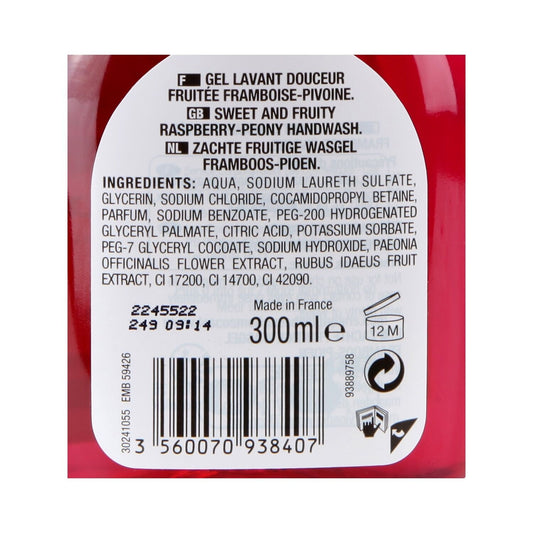 F GEL LAVANT DOUCEUR
FRUITÉE FRAMBOISE-PIVOINE.
GB SWEET AND FRUITY
RASPBERRY-PEONY HANDWASH.
NL ZACHTE FRUITIGE WASGEL
FRAMBOOS-PIOEN.
INGREDIENTS: AQUA, SODIUM LAURETH SULFATE,
GLYCERIN, SODIUM CHLORIDE, COCAMIDOPROPYL BETAINE,
PARFUM, SODIUM BENZOATE, PEG-200 HYDROGENATED
GLYCERYL PALMATE, CITRIC ACID, POTASSIUM SORBATE,
PEG-7 GLYCERYL COCOATE, SODIUM HYDROXIDE, PAEONIA
OFFICINALIS FLOWER EXTRACT, RUBUS IDAEUS FRUIT
EXTRACT, CI 17200, CI 14700, CI 42090.
2245522
249 09:14
Made in France
300ml e
12 M
30241055 EMB 59426
93889758
3 560070 938407